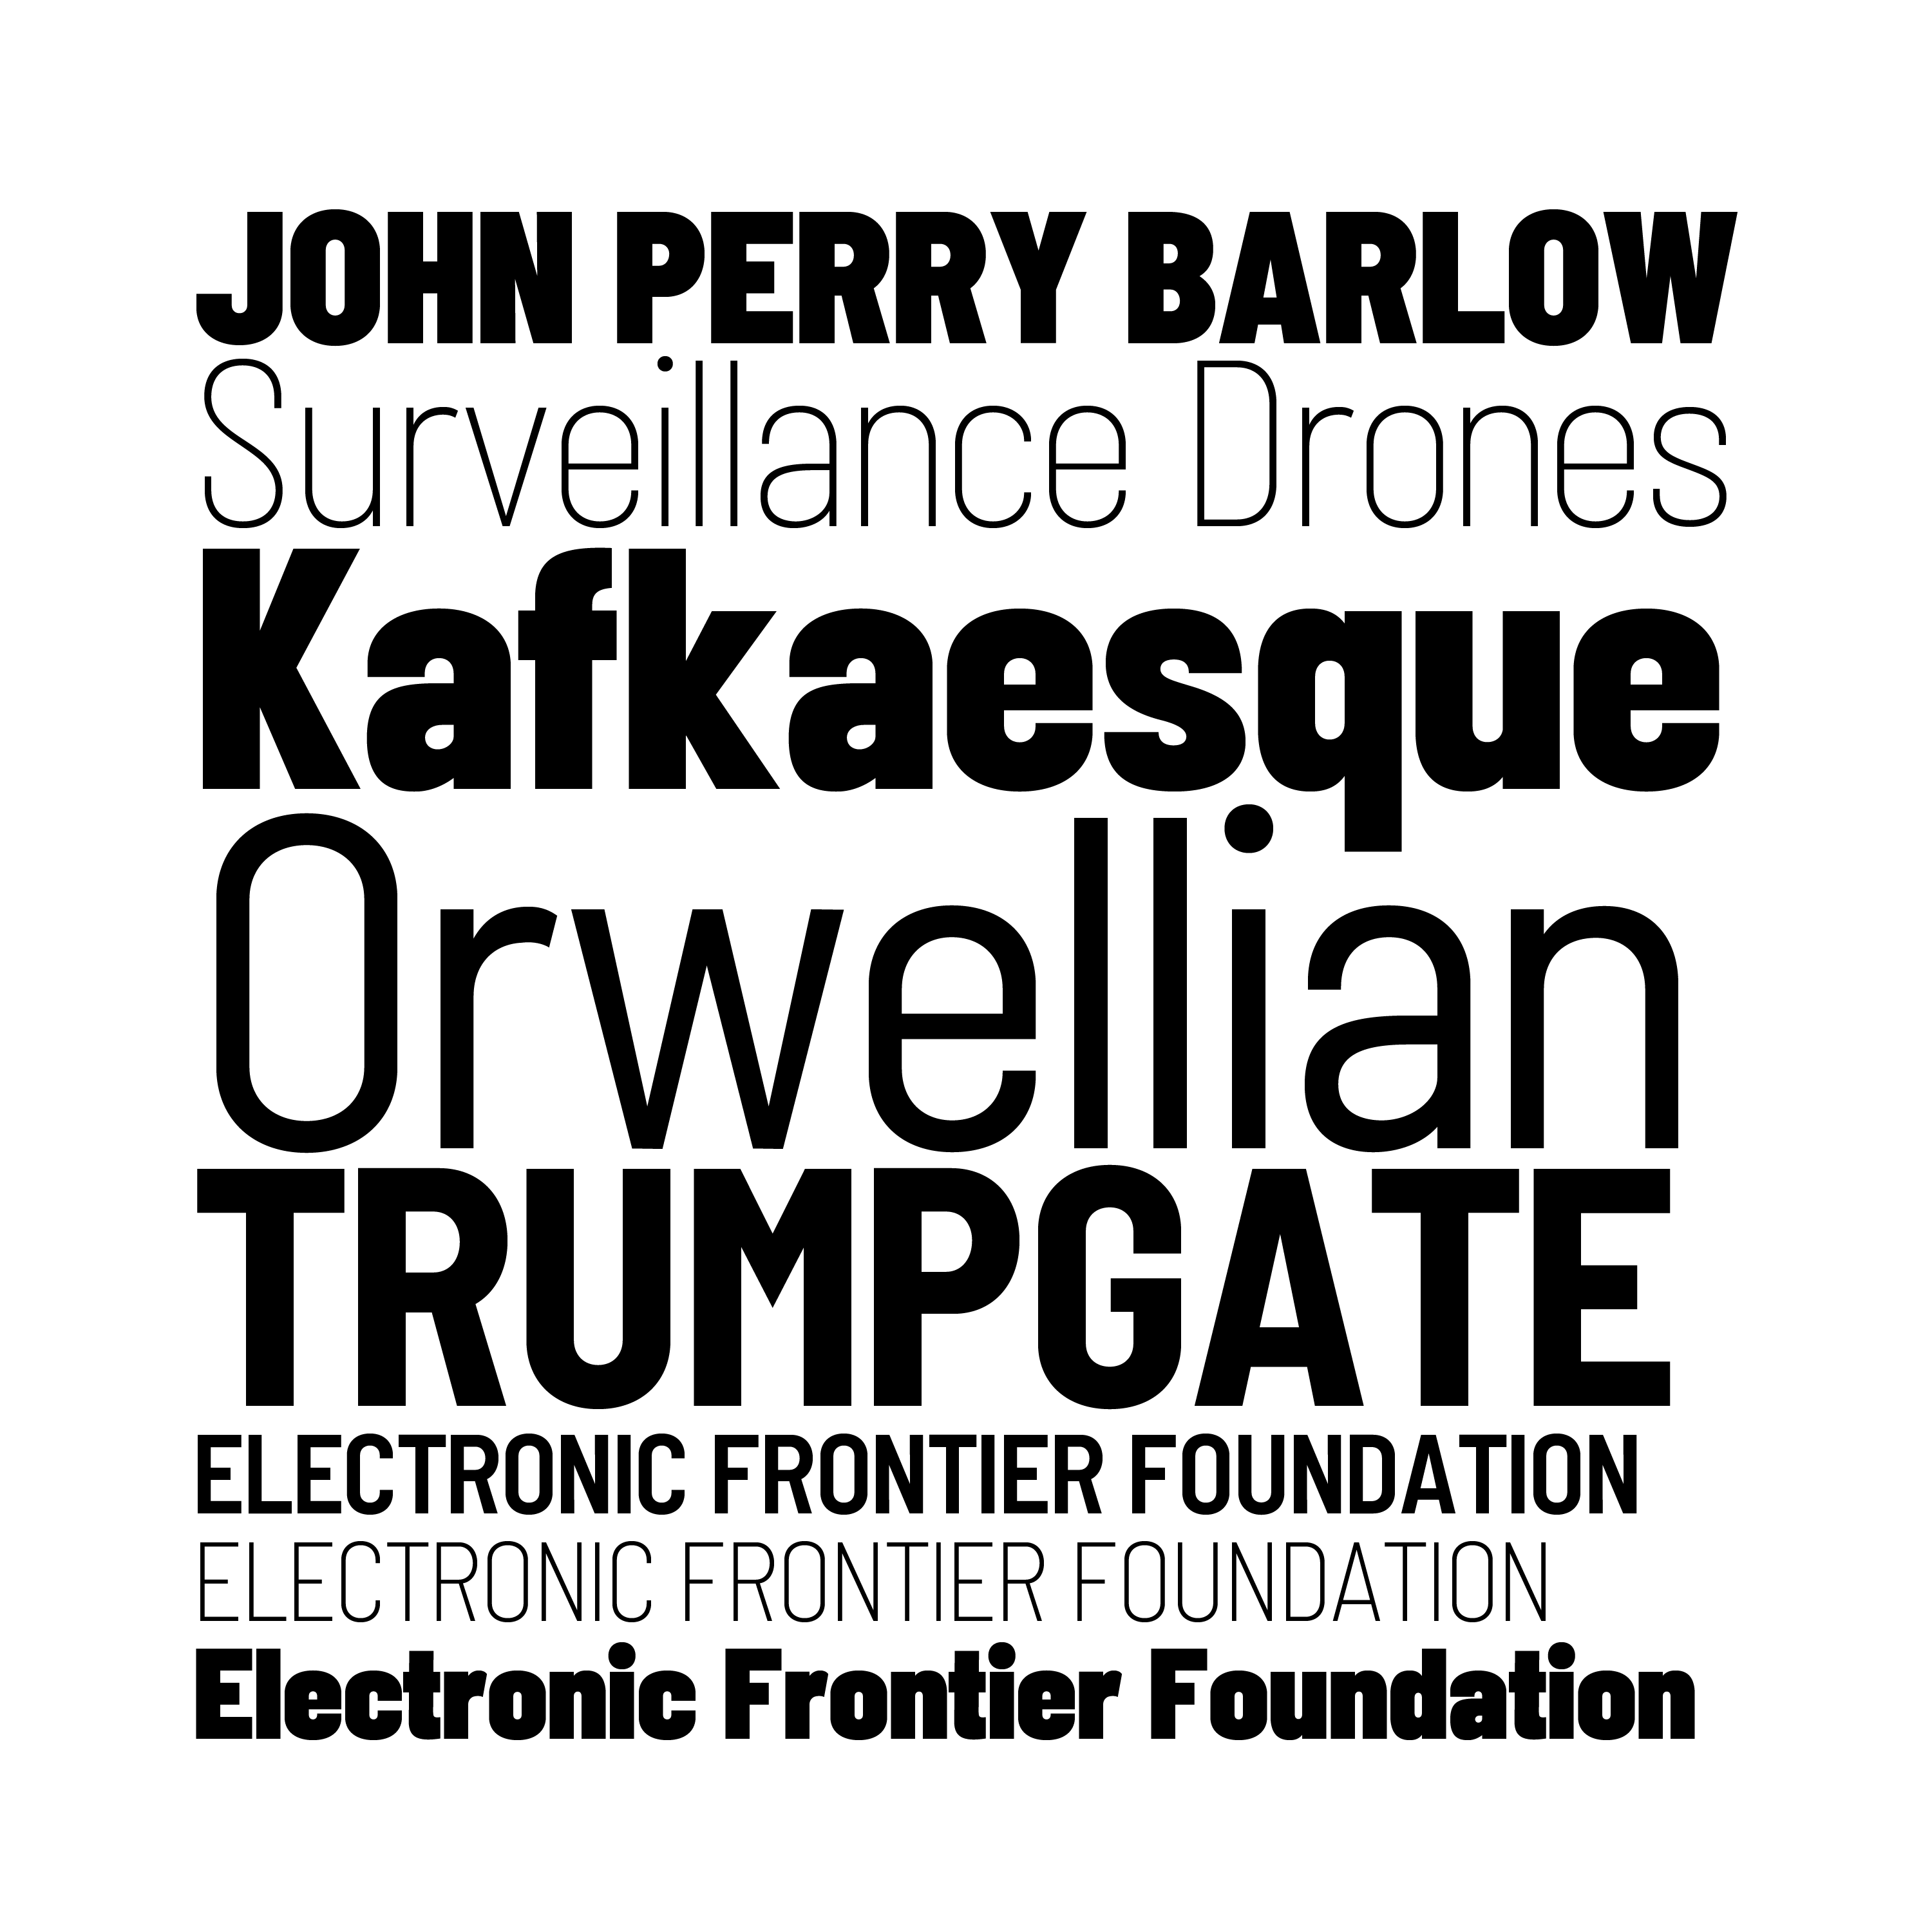 JOHN PERRY BARLOW
Surveillance Drones
Kafkaesque
Orwellian
TRUMPGATE
ELECTRONIC FRONTIER FOUNDATION
ELECTRONIC FRONTIER FOUNDATION
Electronic Frontier Foundation